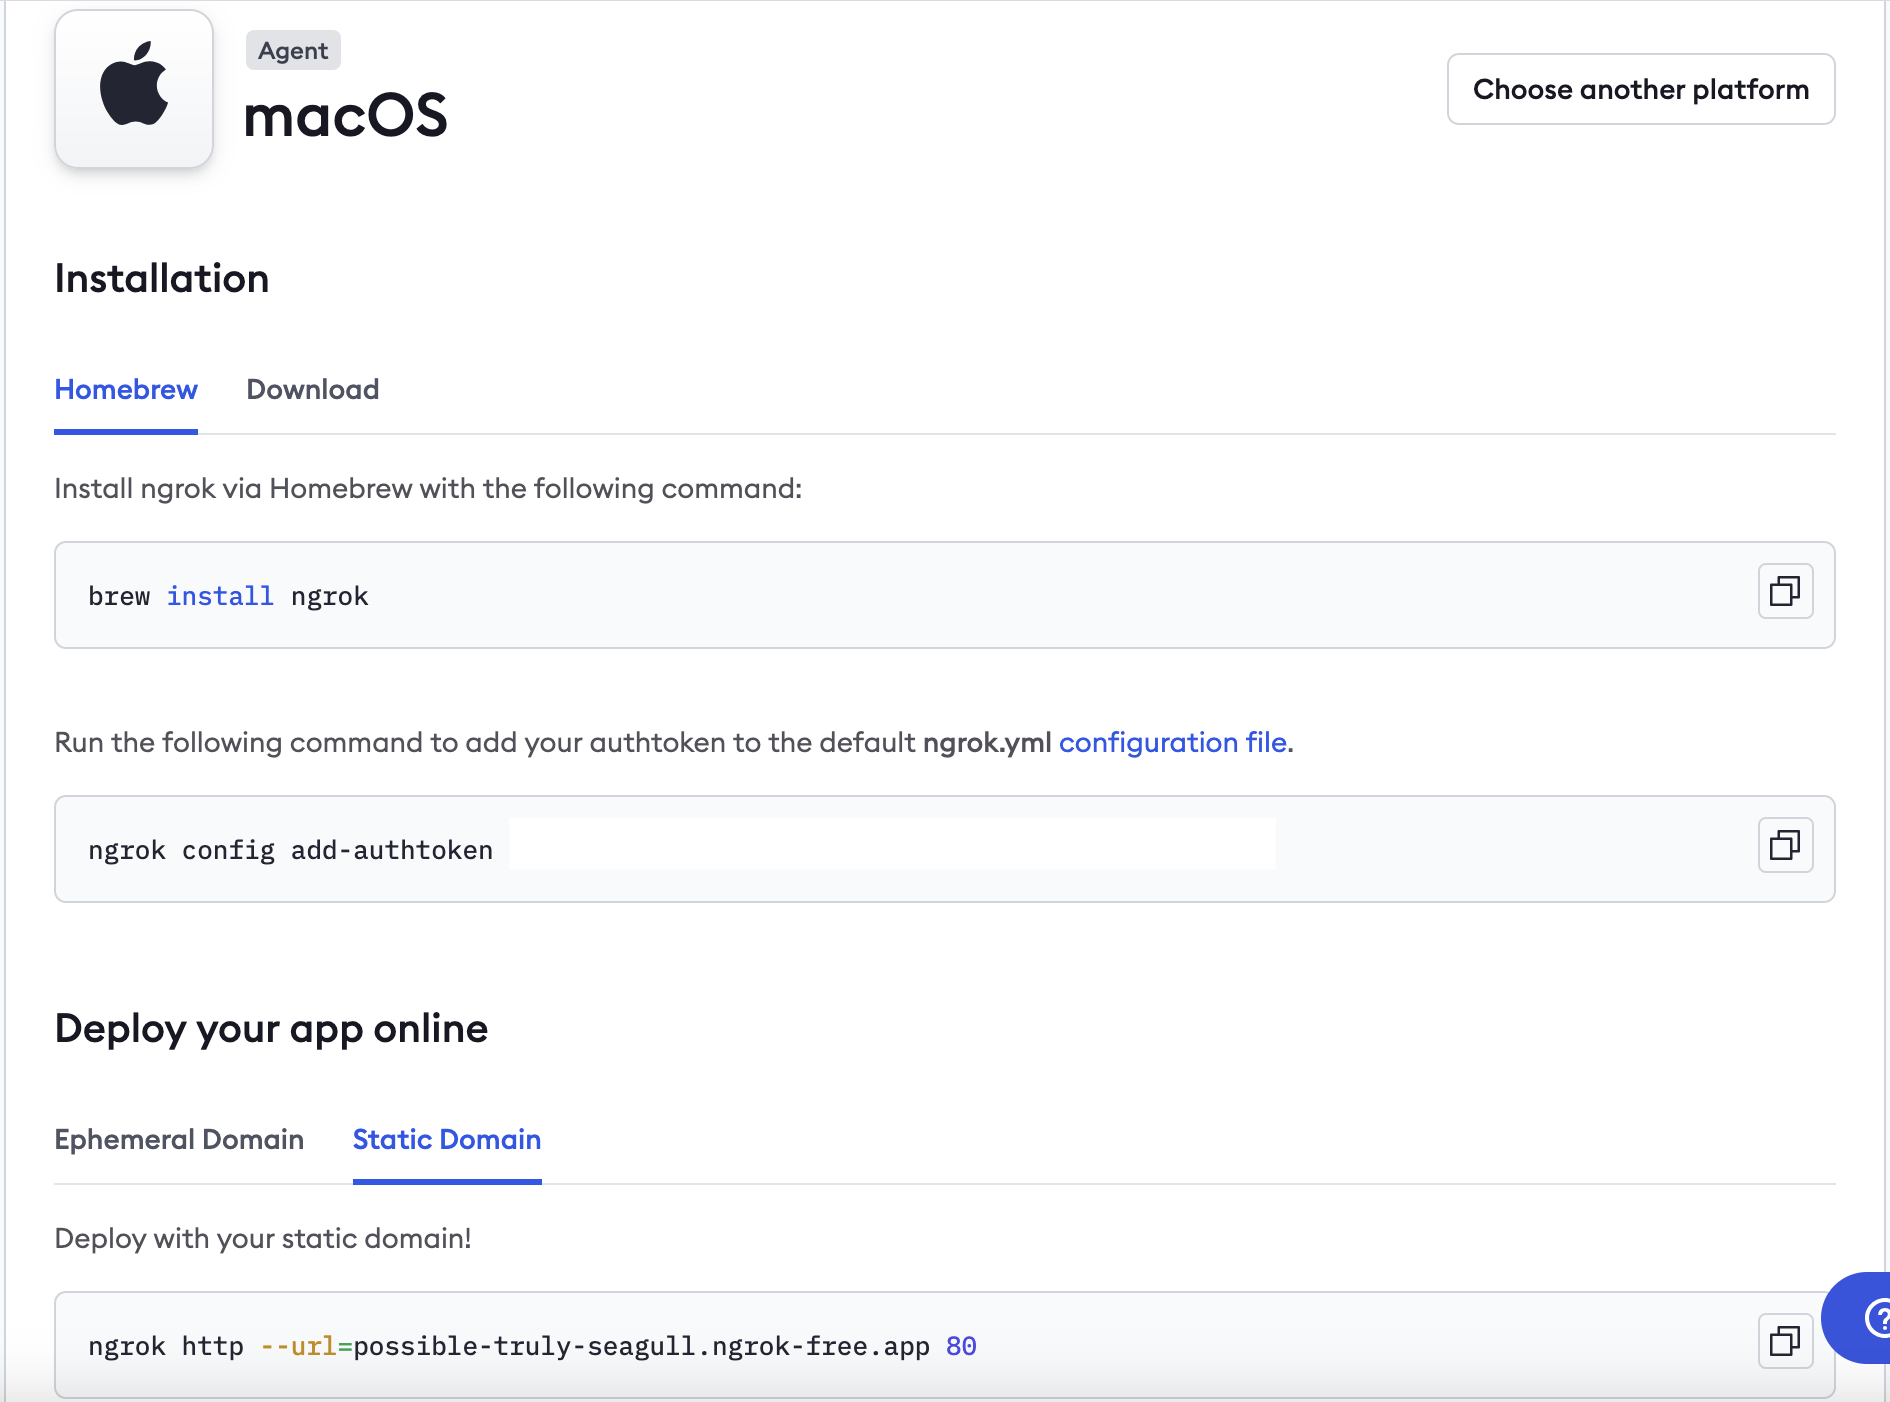 Agent
macOS
Choose another platform
Installation
Homebrew Download
Install ngrok via Homebrew with the following command:
brew install ngrok
Run the following command to add your authtoken to the default ngrok.yml configuration file.
ngrok config add-authtoken
Deploy your app online
Ephemeral Domain Static Domain
Deploy with your static domain!
ngrok http --url=possible-truly-seagull.ngrok-free.app 80
?